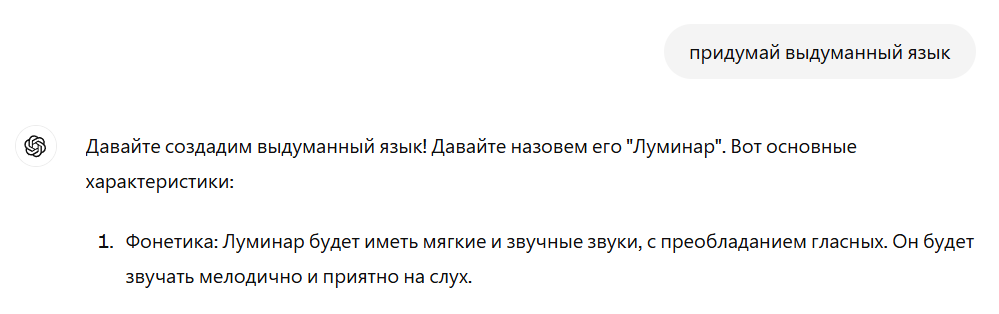 придумай выдуманный язык
Давайте создадим выдуманный язык! Давайте назовем его "Луминар". Вот основные
характеристики:
1. Фонетика: Луминар будет иметь мягкие и звучные звуки, с преобладанием гласных. Он будет
звучать мелодично и приятно на слух.